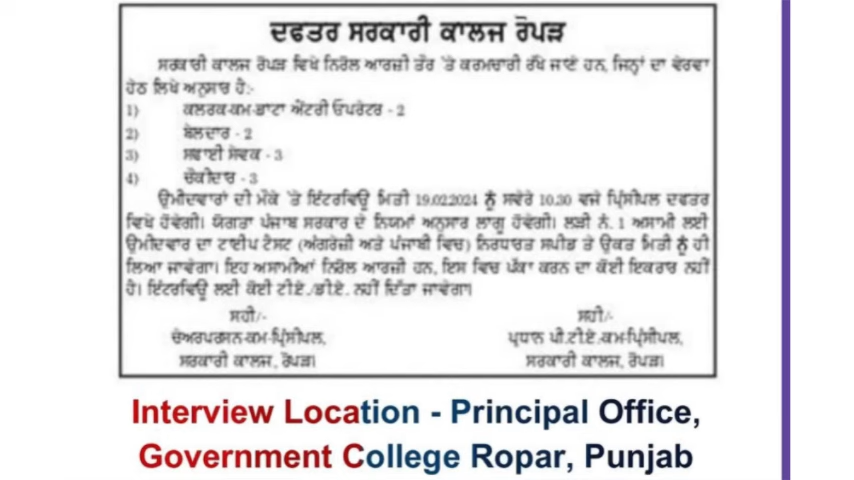 ਦਫਤਰ ਸਰਕਾਰੀ ਕਾਲਜ ਰੋਪੜ
ਸਰਕਾਰੀ ਕਾਲਜ ਰੋਪੜ ਵਿਖੇ ਨਿਰੋਲ ਆਰਜ਼ੀ ਤੌਰ 'ਤੇ ਕਰਮਚਾਰੀ ਰੱਖੇ ਜਾਣੇ ਹਨ, ਜਿਨ੍ਹਾਂ ਦਾ ਵੇਰਵਾ
ਹੇਠ ਲਿਖੇ ਅਨੁਸਾਰ ਹੈ:-
1) ਕਲਰਕ-ਕਮ-ਡਾਟਾ ਐਂਟਰੀ ਓਪਰੇਟਰ - 2
2) ਬੇਲਦਾਰ - 2
3) ਸਫਾਈ ਸੇਵਕ - 3
4) ਚੌਕੀਦਾਰ - 3
ਉਮੀਦਵਾਰਾਂ ਦੀ ਮੌਕੇ 'ਤੇ ਇੰਟਰਵਿਊ ਮਿਤੀ 19.02.2024 ਨੂੰ ਸਵੇਰੇ 10.30 ਵਜੇ ਪ੍ਰਿੰਸੀਪਲ ਦਫਤਰ
ਵਿਖੇ ਹੋਵੇਗੀ। ਯੋਗਤਾ ਪੰਜਾਬ ਸਰਕਾਰ ਦੇ ਨਿਯਮਾਂ ਅਨੁਸਾਰ ਲਾਗੂ ਹੋਵੇਗੀ। ਲੜੀ ਨੰ. 1 ਅਸਾਮੀ ਲਈ
ਉਮੀਦਵਾਰ ਦਾ ਟਾਈਪ ਟੈਸਟ (ਅੰਗਰੇਜ਼ੀ ਅਤੇ ਪੰਜਾਬੀ ਵਿਚ) ਨਿਰਧਾਰਤ ਸਪੀਡ ਤੇ ਉਕਤ ਮਿਤੀ ਨੂੰ ਹੀ
ਲਿਆ ਜਾਵੇਗਾ। ਇਹ ਅਸਾਮੀਆਂ ਨਿਰੋਲ ਆਰਜ਼ੀ ਹਨ, ਇਸ ਵਿਚ ਪੱਕਾ ਕਰਨ ਦਾ ਕੋਈ ਇਕਰਾਰ ਨਹੀਂ
ਹੈ। ਇੰਟਰਵਿਊ ਲਈ ਕੋਈ ਟੀ.ਏ./ਡੀ.ਏ. ਨਹੀਂ ਦਿੱਤਾ ਜਾਵੇਗਾ।
ਸਹੀ/- ਸਹੀ/-
ਚੇਅਰਪਰਸਨ-ਕਮ-ਪ੍ਰਿੰਸੀਪਲ, ਪ੍ਰਧਾਨ ਪੀ.ਟੀ.ਏ.-ਕਮ-ਪ੍ਰਿੰਸੀਪਲ,
ਸਰਕਾਰੀ ਕਾਲਜ, ਰੋਪੜ। ਸਰਕਾਰੀ ਕਾਲਜ, ਰੋਪੜ।
Interview Location - Principal Office,
Government College Ropar, Punjab